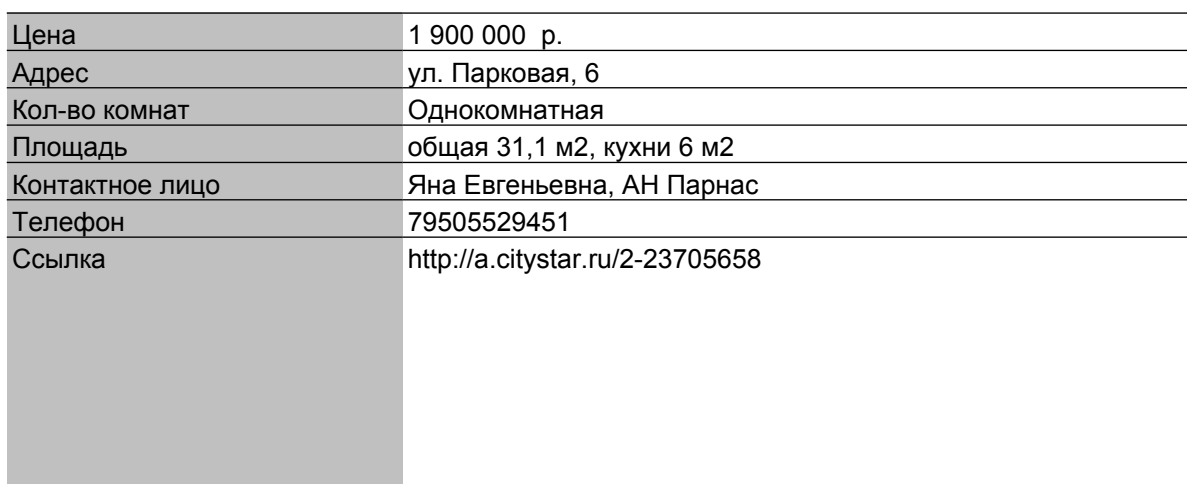 Цена 1 900 000 р.
Адрес ул. Парковая, 6
Кол-во комнат Однокомнатная
Площадь общая 31,1 м2, кухни 6 м2
Контактное лицо Яна Евгеньевна, АН Парнас
Телефон 79505529451
Ссылка http://a.citystar.ru/2-23705658